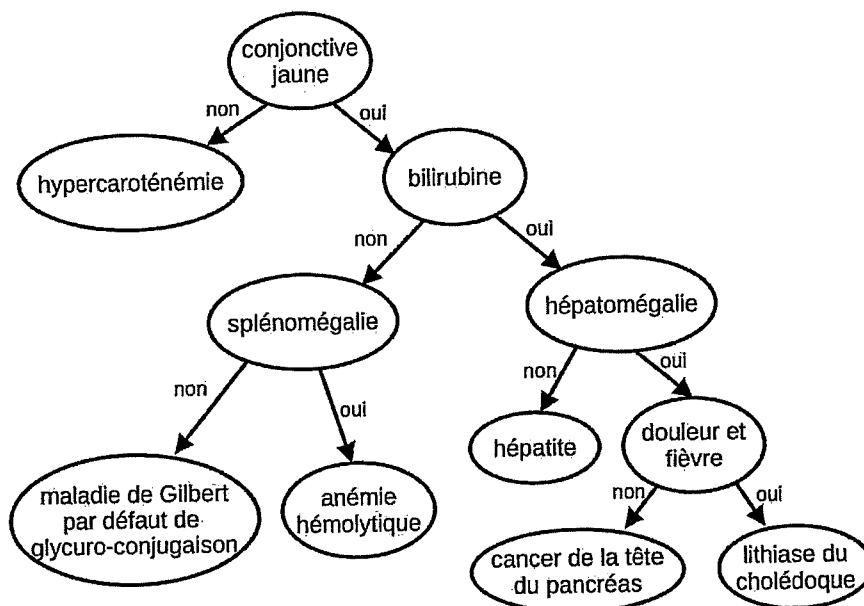 conjonctive
jaune
non
oui
hypercaroténémie
bilirubine
non
oui
splénomégalie
hépatomégalie
non
oui
non
oui
hépatite
douleur et
fièvre
maladie de Gilbert
par défaut de
glycuro-conjugaison
anémie
hémolytique
non
oui
cancer de la tête
du pancréas
lithiase du
cholédoque